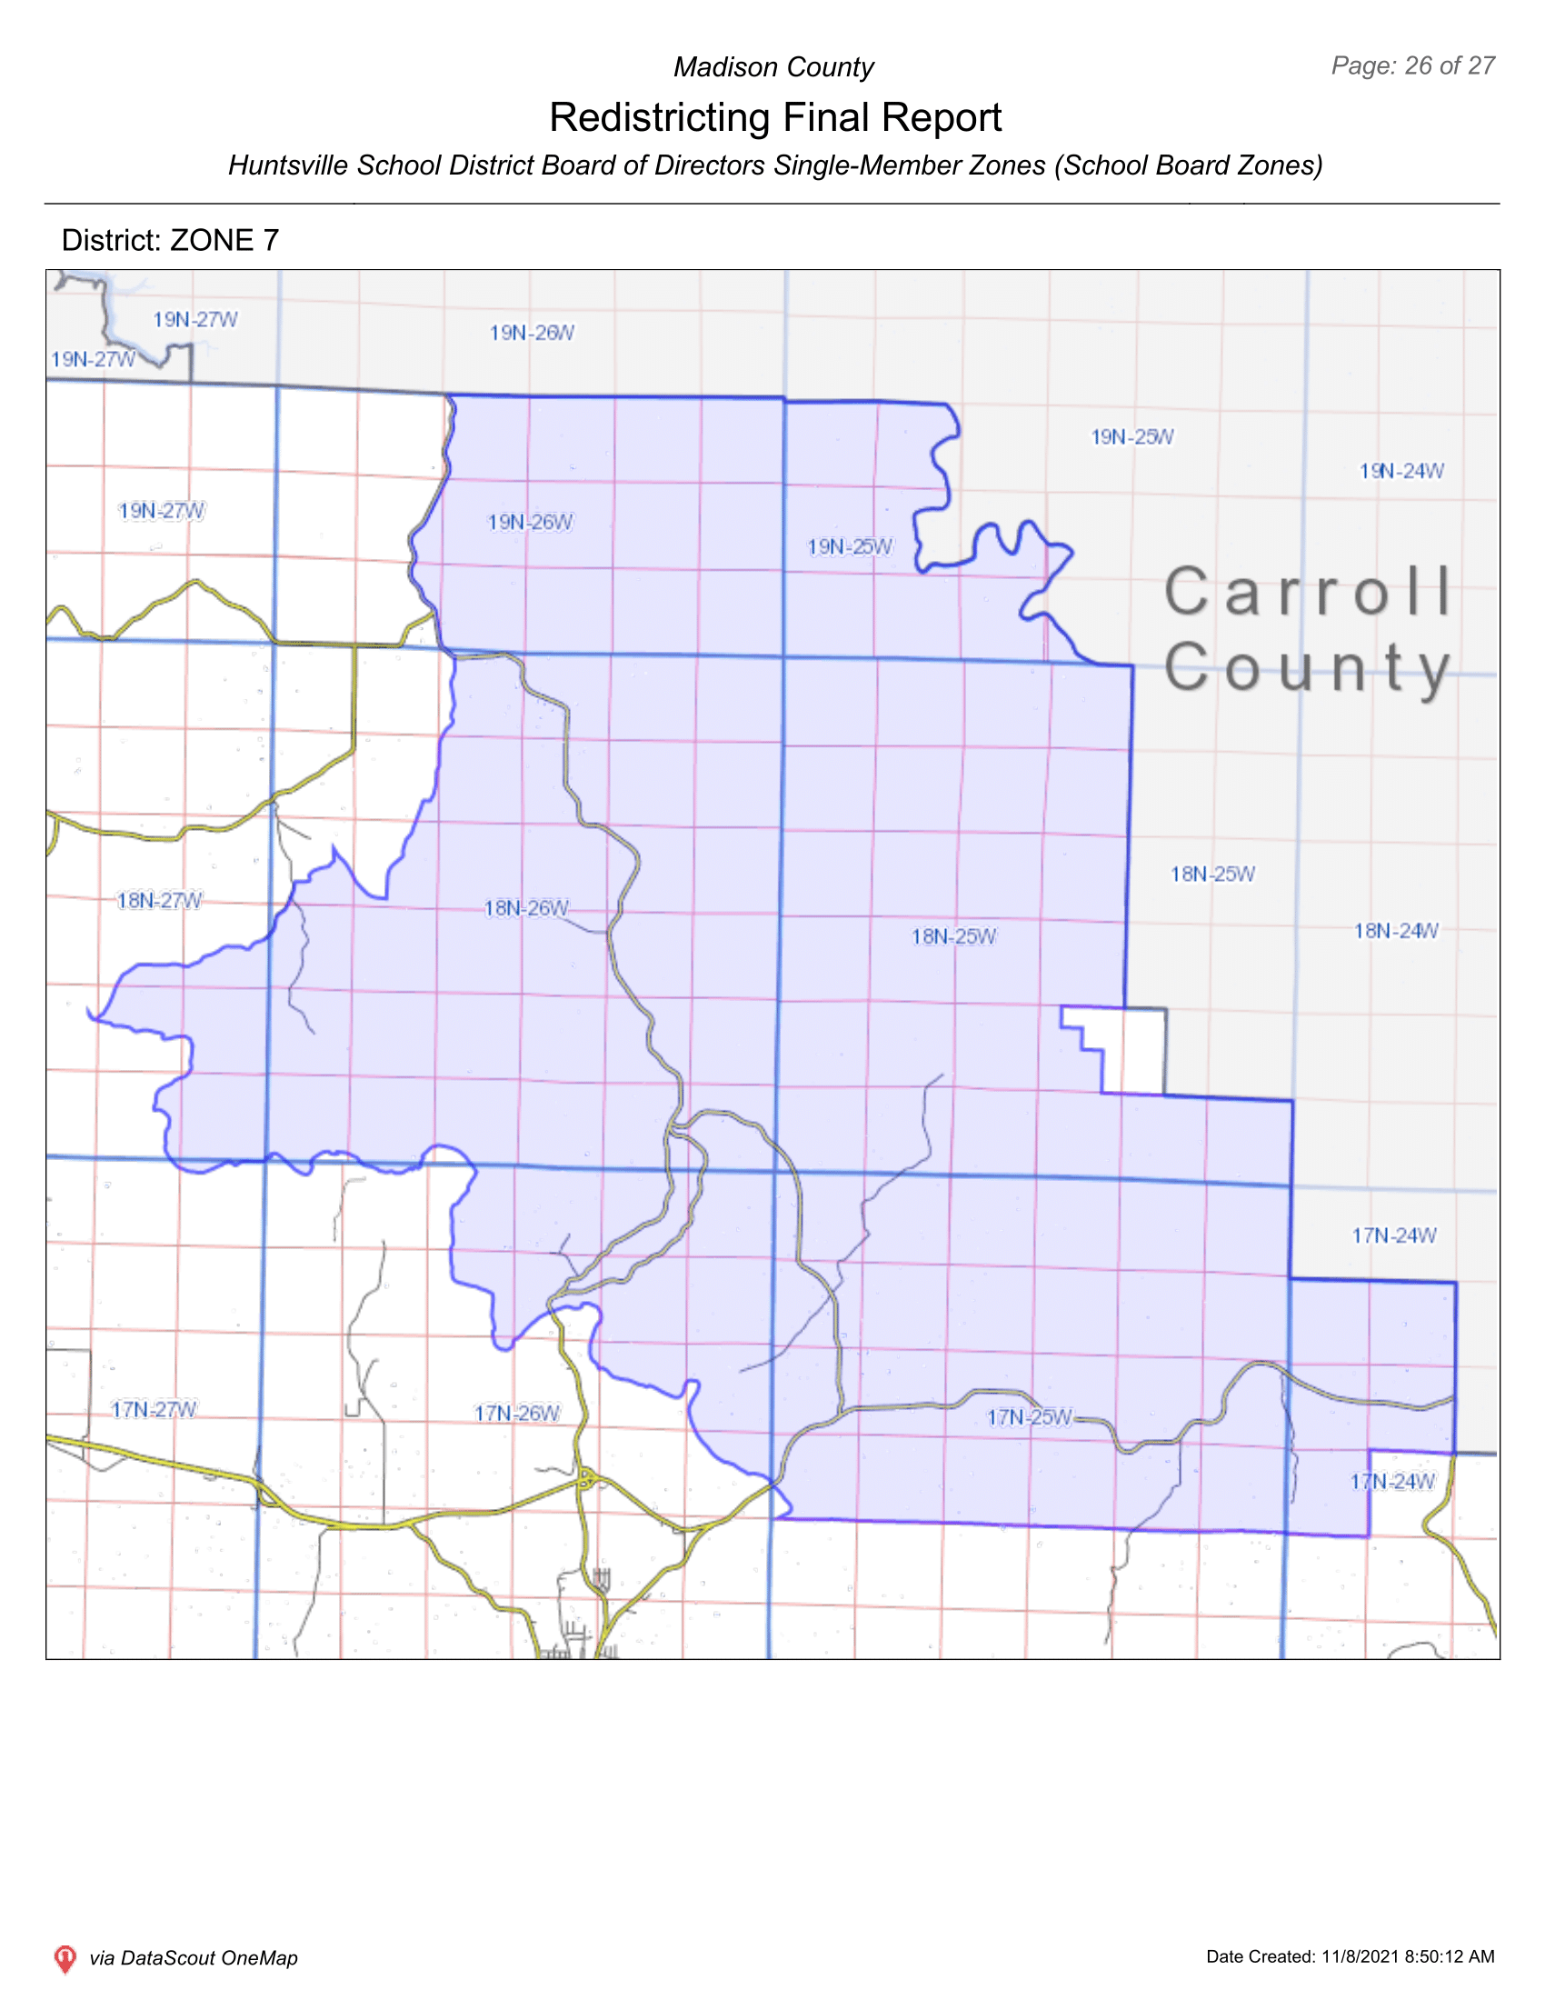 Madison County
Page: 26 of 27
Redistricting Final Report
Huntsville School District Board of Directors Single-Member Zones (School Board Zones)
District: ZONE 7
19N-27W
19N-26W
19N-27W
19N-25W
19N-24W
19N-27W
19N-26W
19N-25W
Carroll
County
18N-25W
18N-27W
18N-26W
18N-25W
18N-24W
17N-24W
17N-27W
17N-26W
17N-25W
17N-24W
via DataScout OneMap
Date Created: 11/8/2021 8:50:12 AM